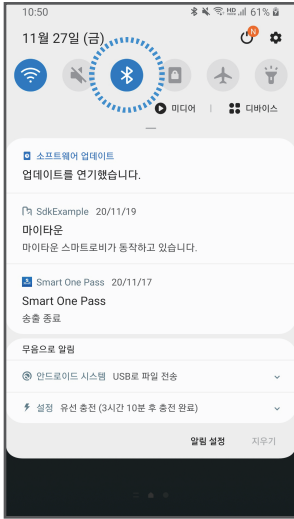 10:50 61%
11월 27일 (금)
N
미디어 | 디바이스
소프트웨어 업데이트
업데이트를 연기했습니다.
SdkExample 20/11/19
마이타운
마이타운 스마트로비가 동작하고 있습니다.
Smart One Pass 20/11/17
Smart One Pass
송출 종료
무음으로 알림
안드로이드 시스템 USB로 파일 전송
설정 유선 충전 (3시간 10분 후 충전 완료)
알림 설정 지우기